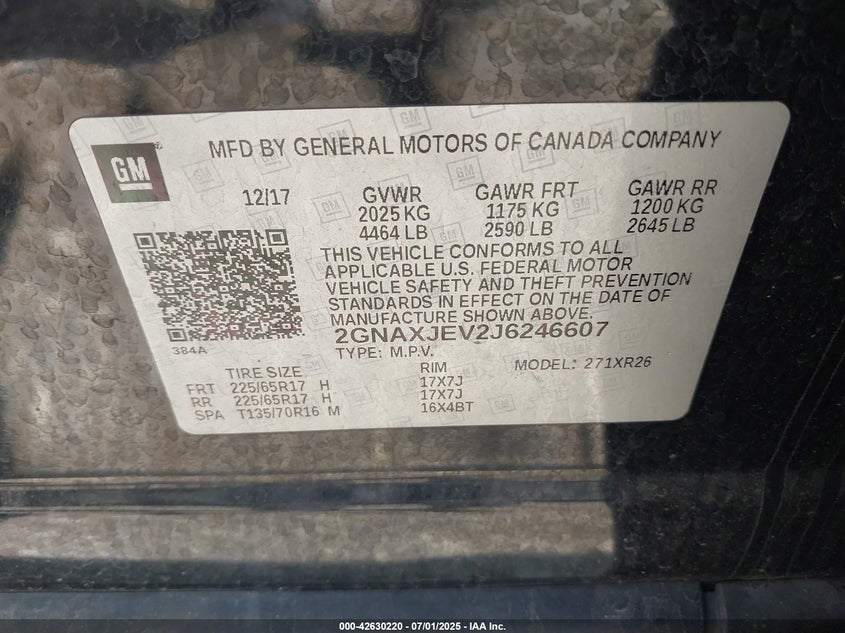 GM
MFD BY GENERAL MOTORS OF CANADA COMPANY
12/17 GVWR GAWR FRT GAWR RR
2025 KG 1175 KG 1200 KG
4464 LB 2590 LB 2645 LB
THIS VEHICLE CONFORMS TO ALL
APPLICABLE U.S. FEDERAL MOTOR
VEHICLE SAFETY AND THEFT PREVENTION
STANDARDS IN EFFECT ON THE DATE OF
MANUFACTURE SHOWN ABOVE.
2GNAXJEV2J6246607
384A
TYPE: M.P.V. MODEL: 271XR26
TIRE SIZE RIM
FRT 225/65R17 H 17X7J
RR 225/65R17 H 17X7J
SPA T135/70R16 M 16X4BT
000-42630220 - 07/01/2025 - IAA Inc.